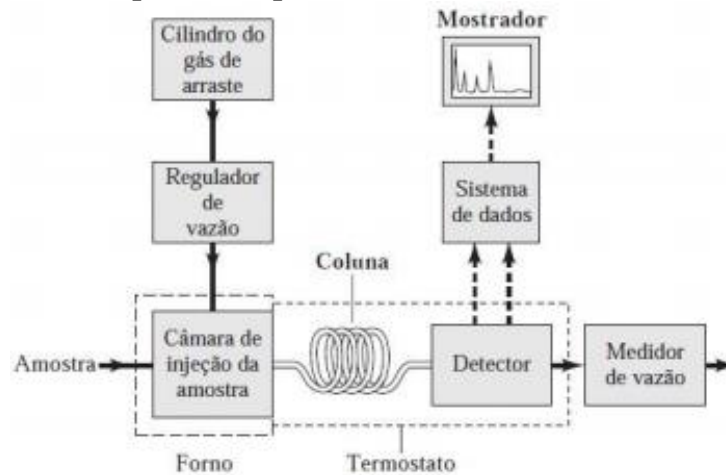 Mostrador
Cilindro do
gás de
arraste
Regulador
de
vazão
Sistema
de dados
Coluna
Amostra
Câmara de
injeção da
amostra
Detector
Medidor
de vazão
Forno
Termostato